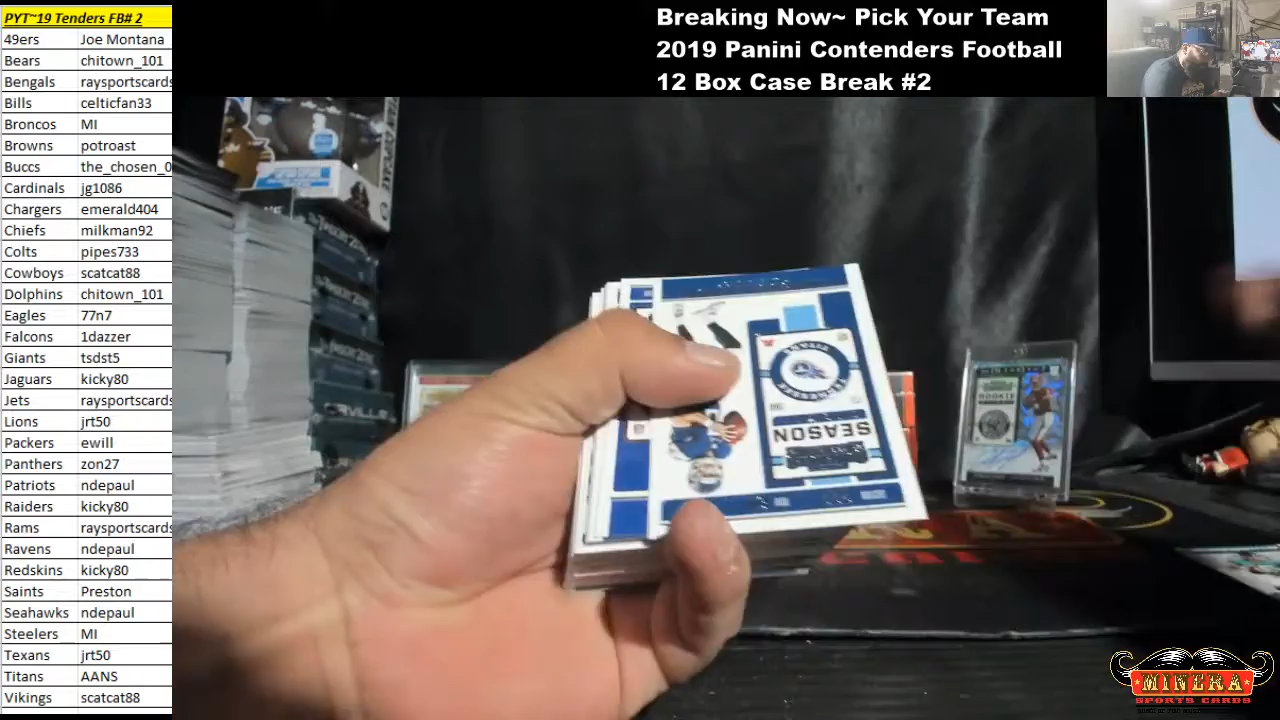 PYT~19 Tenders FB# 2
49ers Joe Montana
Bears chitown_101
Bengals raysportscards
Bills celticfan33
Broncos MI
Browns potroast
Buccs the_chosen_0
Cardinals jg1086
Chargers emerald404
Chiefs milkman92
Colts pipes733
Cowboys scatcat88
Dolphins chitown_101
Eagles 77n7
Falcons 1dazzer
Giants tsdst5
Jaguars kicky80
Jets raysportscards
Lions jrt50
Packers ewill
Panthers zon27
Patriots ndepaul
Raiders kicky80
Rams raysportscards
Ravens ndepaul
Redskins kicky80
Saints Preston
Seahawks ndepaul
Steelers MI
Texans jrt50
Titans AANS
Vikings scatcat88
Breaking Now~ Pick Your Team
2019 Panini Contenders Football
12 Box Case Break #2
SEASON
ROOKIE
MINERA
SPORTS CARDS